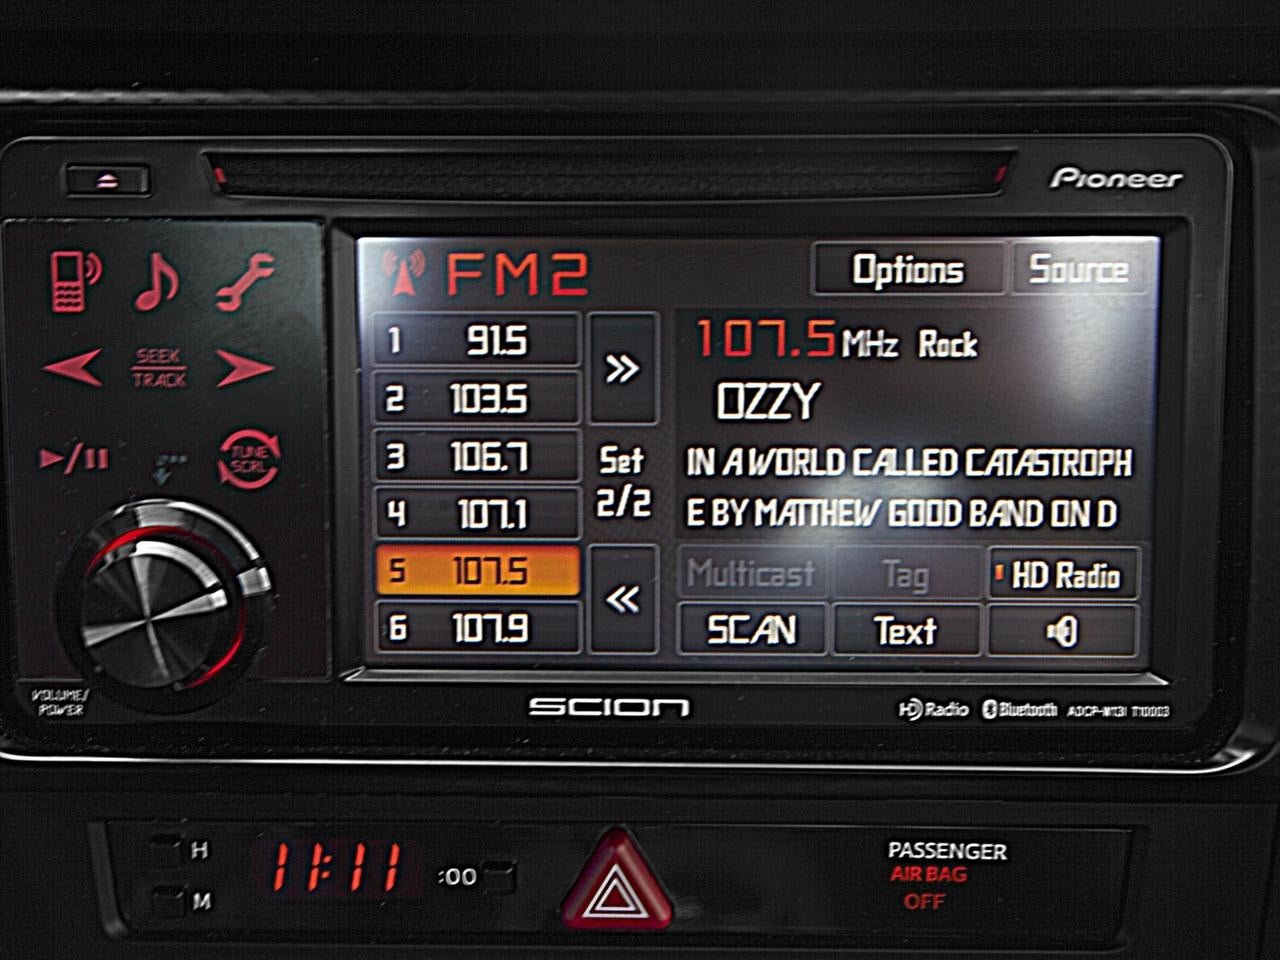 Pioneer
FM2
Options
Source
1 91.5
2 103.5
3 106.7
4 107.1
5 107.5
6 107.9
»
Set
2/2
«
107.5 MHz Rock
OZZY
IN A WORLD CALLED CATASTROPH
E BY MATTHEW GOOD BAND ON D
Multicast
Tag
HD Radio
SCAN
Text
SEEK
TRACK
TUNE
SCRL
VOLUME/
POWER
SCION
HD Radio
Bluetooth
H
M
11:11
:00
PASSENGER
AIR BAG
OFF